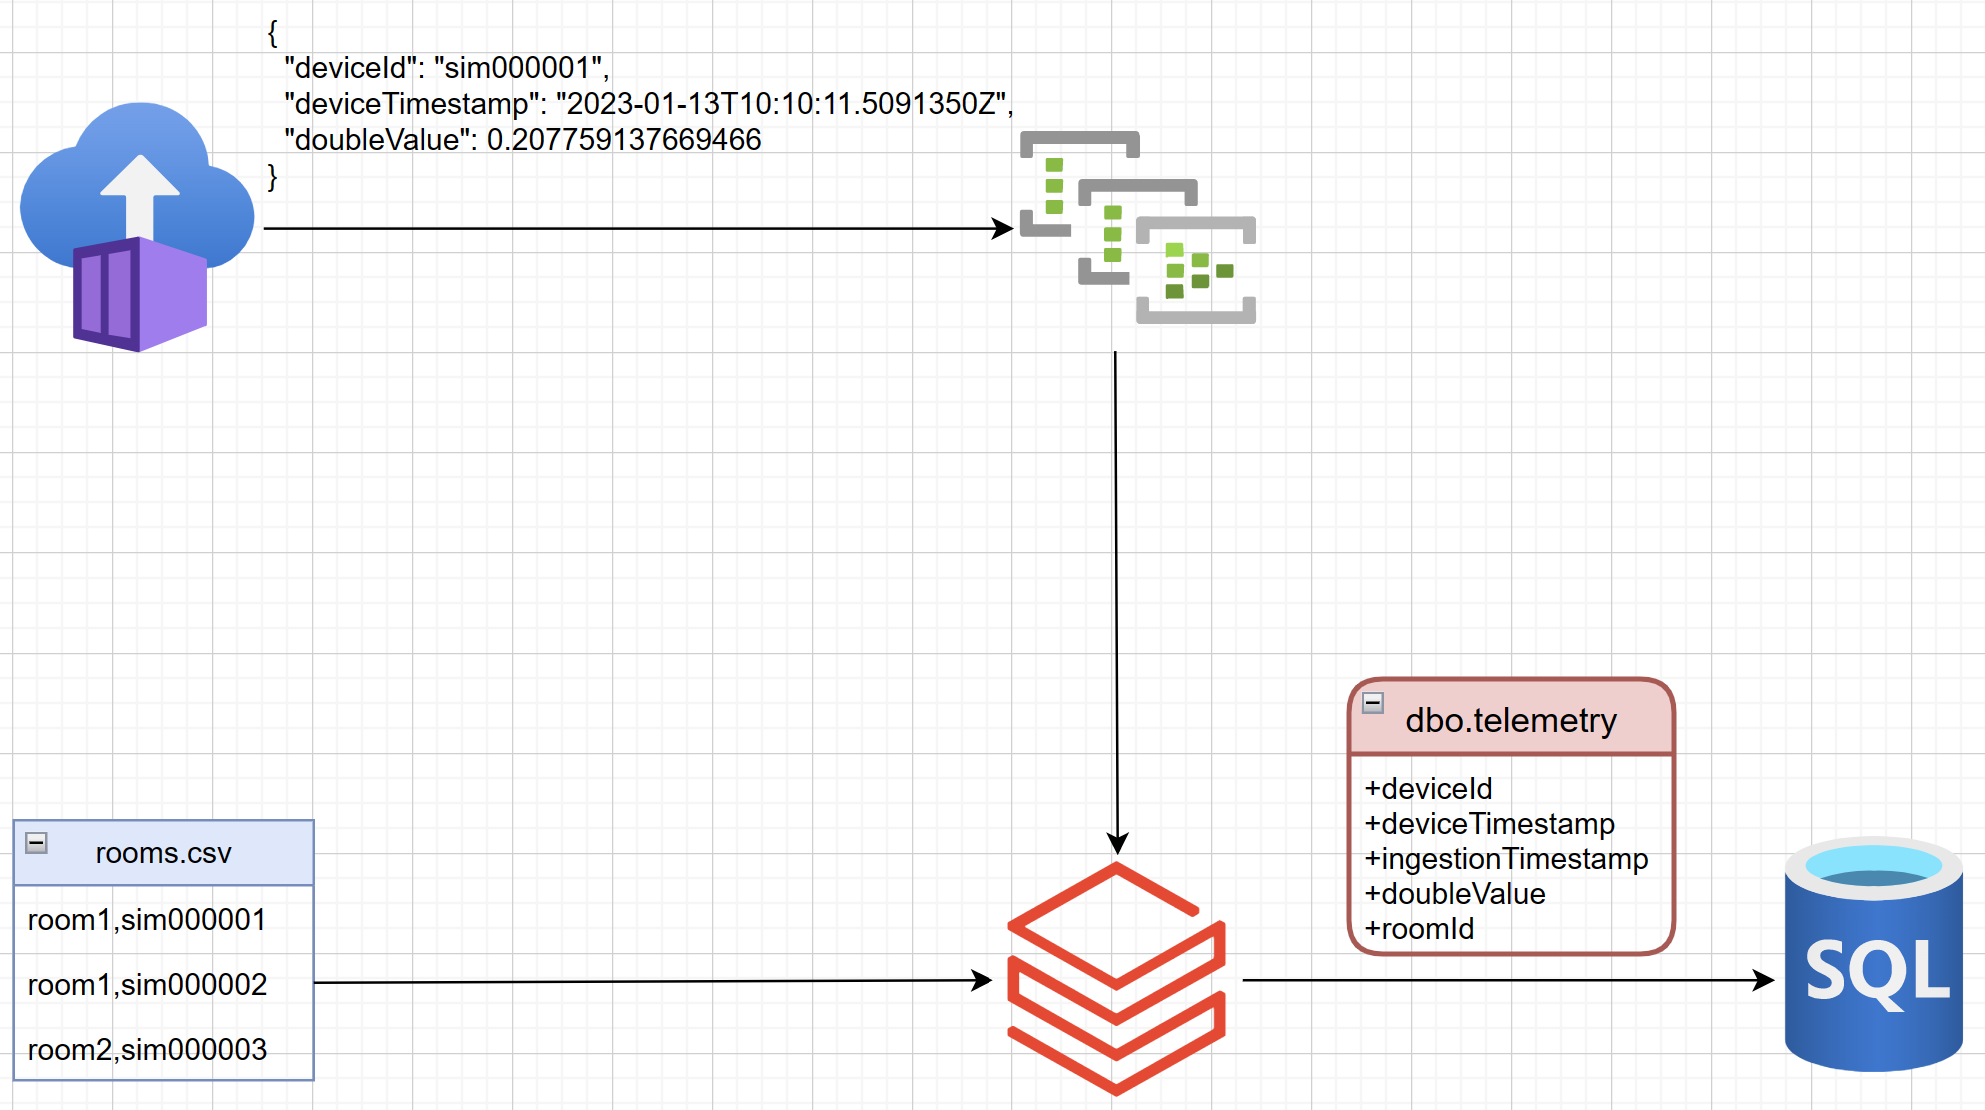 {
"deviceId": "sim000001",
"deviceTimestamp": "2023-01-13T10:10:11.5091350Z",
"doubleValue": 0.207759137669466
}
dbo.telemetry
+deviceId
+deviceTimestamp
+ingestionTimestamp
+doubleValue
+roomId
rooms.csv
room1,sim000001
room1,sim000002
room2,sim000003
SQL